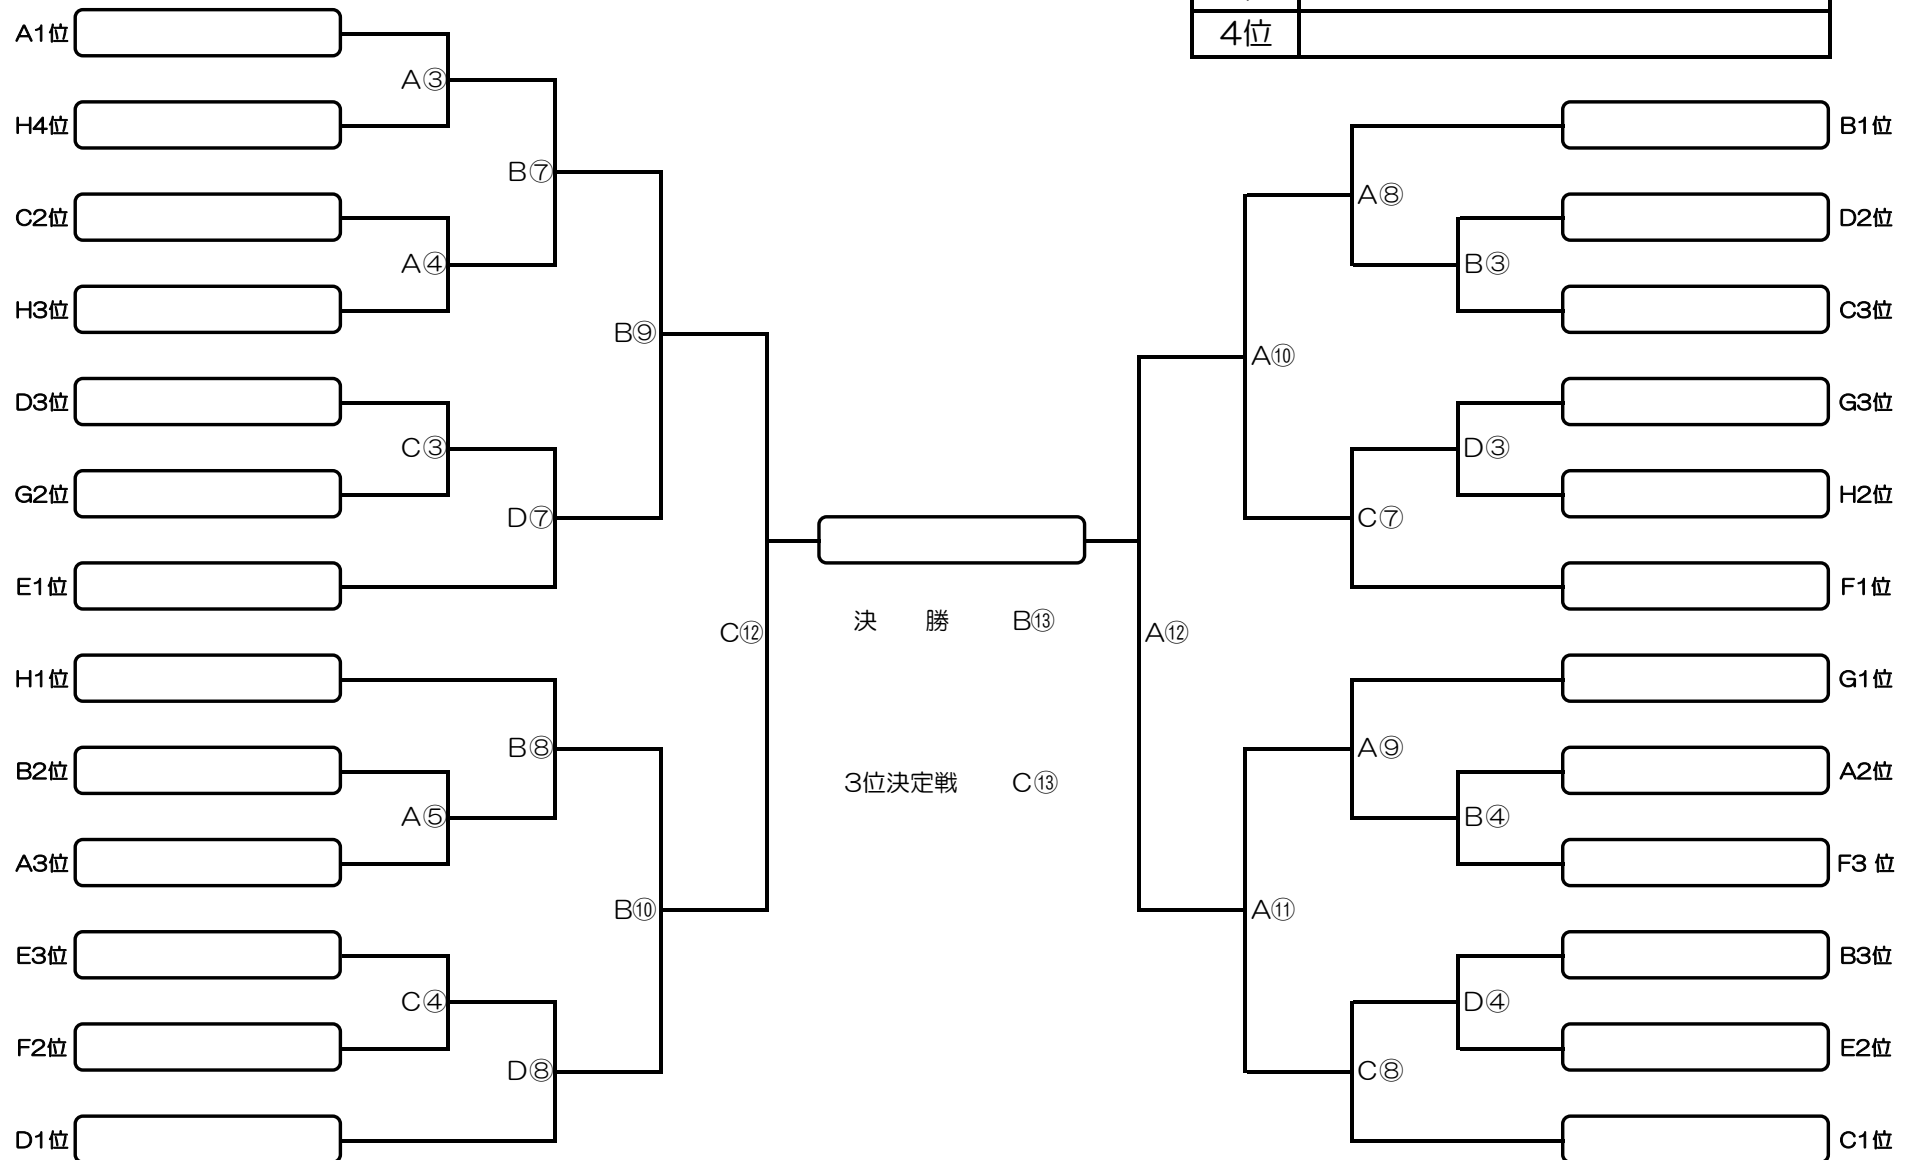 4位
A1位
A③
H4位
B1位
B⑦
A⑧
C2位
D2位
A④
B③
H3位
C3位
B⑨
A⑩
D3位
G3位
C③
D③
G2位
H2位
D⑦
C⑦
E1位
F1位
決 勝 B⑬
C⑫
A⑫
H1位
G1位
B⑧
A⑨
B2位
A2位
3位決定戦 C⑬
A⑤
B④
A3位
F3 位
B⑩
A⑪
E3位
B3位
C④
D④
F2位
E2位
D⑧
C⑧
D1位
C1位